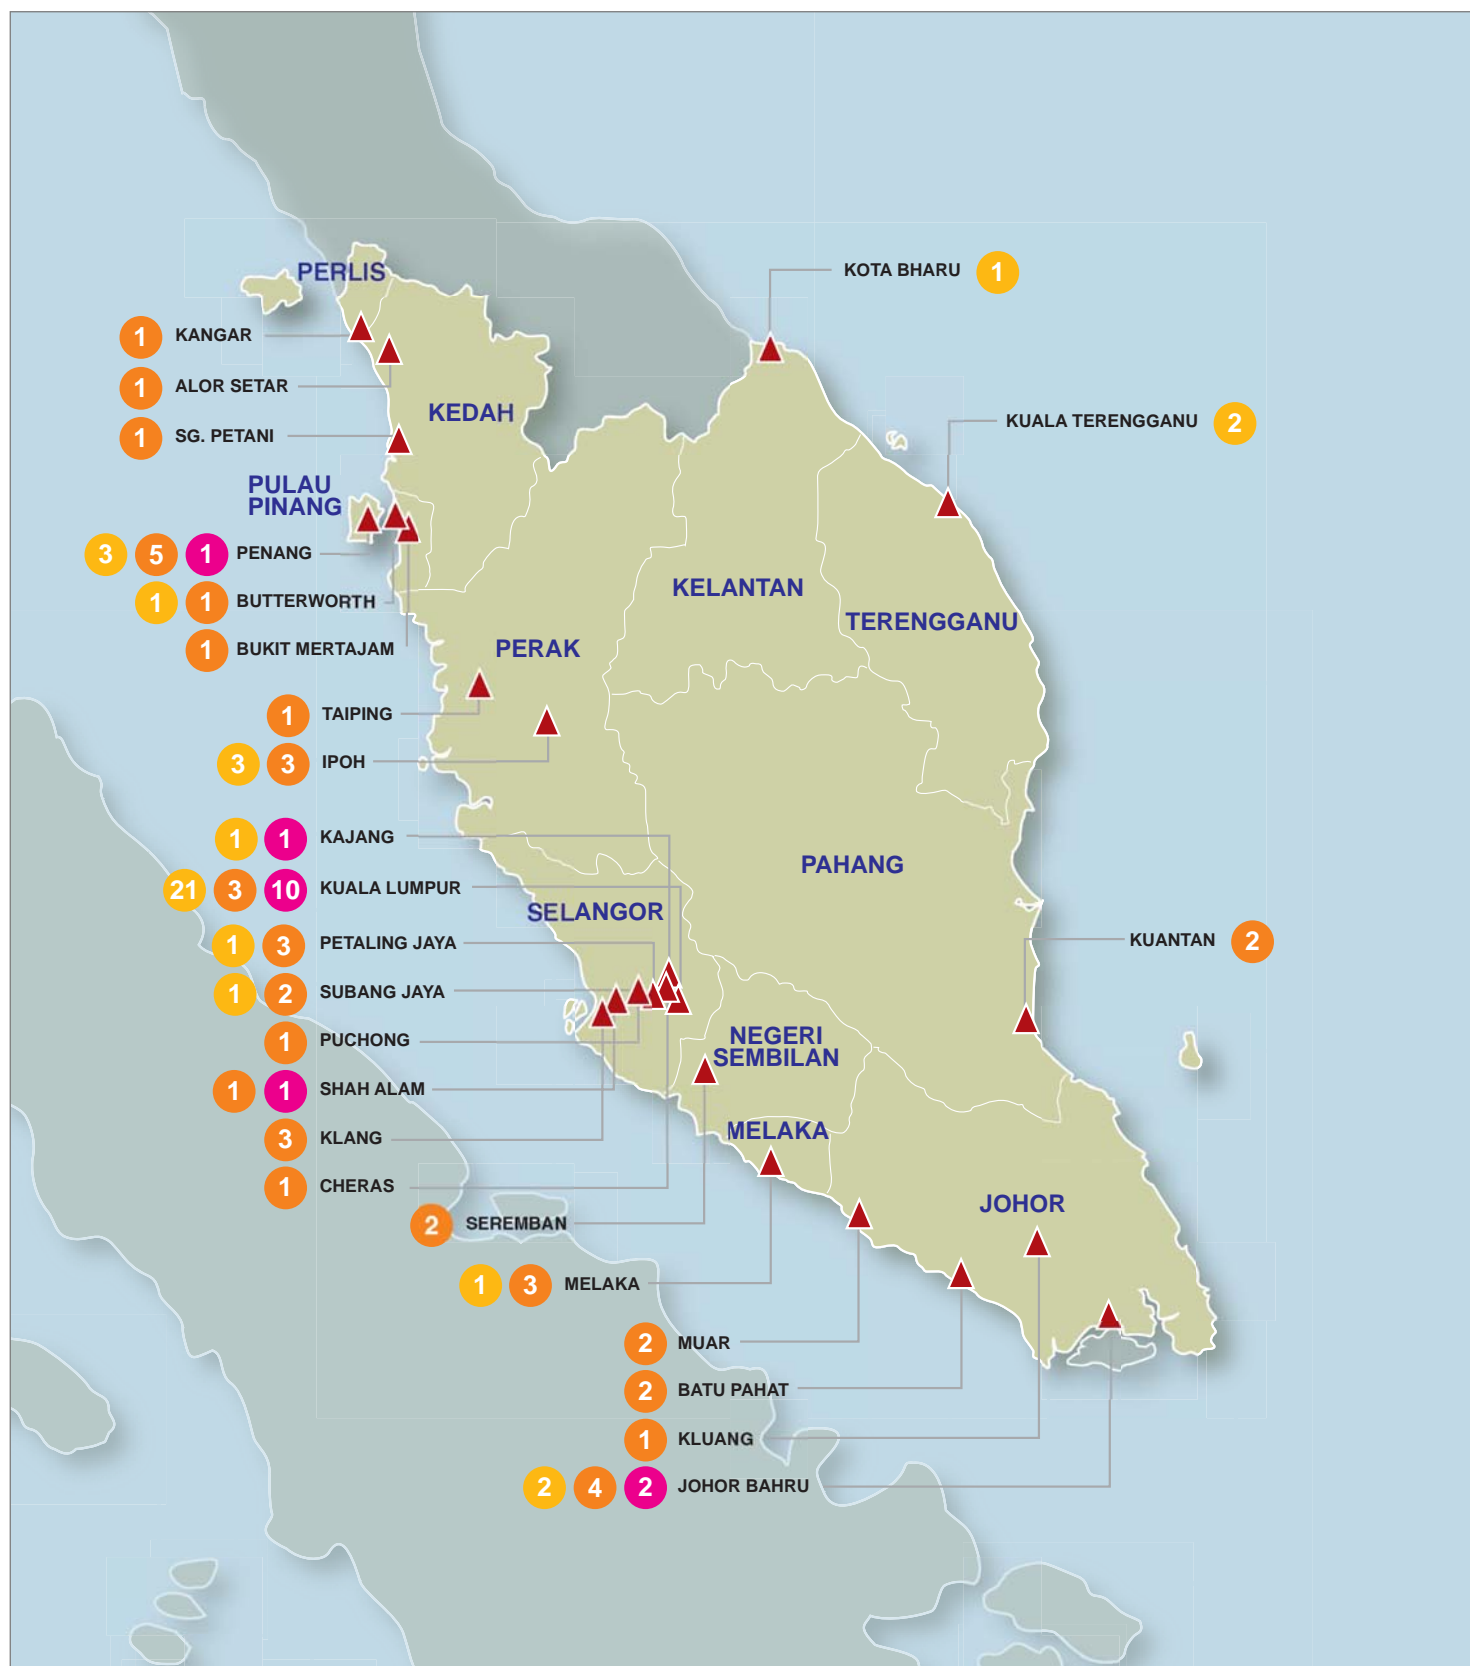 PERLIS
KOTA BHARU 1
1 KANGAR
1 ALOR SETAR
KEDAH
KUALA TERENGGANU 2
1 SG. PETANI
PULAU
PINANG
3 5 1 PENANG
1 1 BUTTERWORTH
1 BUKIT MERTAJAM
KELANTAN
TERENGGANU
PERAK
1 TAIPING
3 3 IPOH
1 1 KAJANG
PAHANG
21 3 10 KUALA LUMPUR
SELANGOR
1 3 PETALING JAYA
KUANTAN 2
1 2 SUBANG JAYA
1 PUCHONG
NEGERI
SEMBILAN
1 1 SHAH ALAM
3 KLANG
MELAKA
1 CHERAS
JOHOR
2 SEREMBAN
1 3 MELAKA
2 MUAR
2 BATU PAHAT
1 KLUANG
2 4 2 JOHOR BAHRU